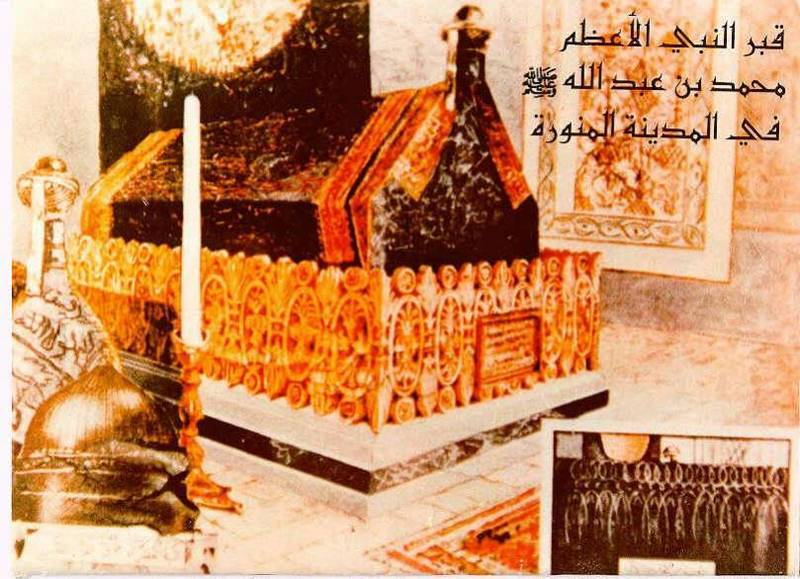 قبر النبي الأعظم
محمد بن عبد الله ﷺ
في المدينة المنورة